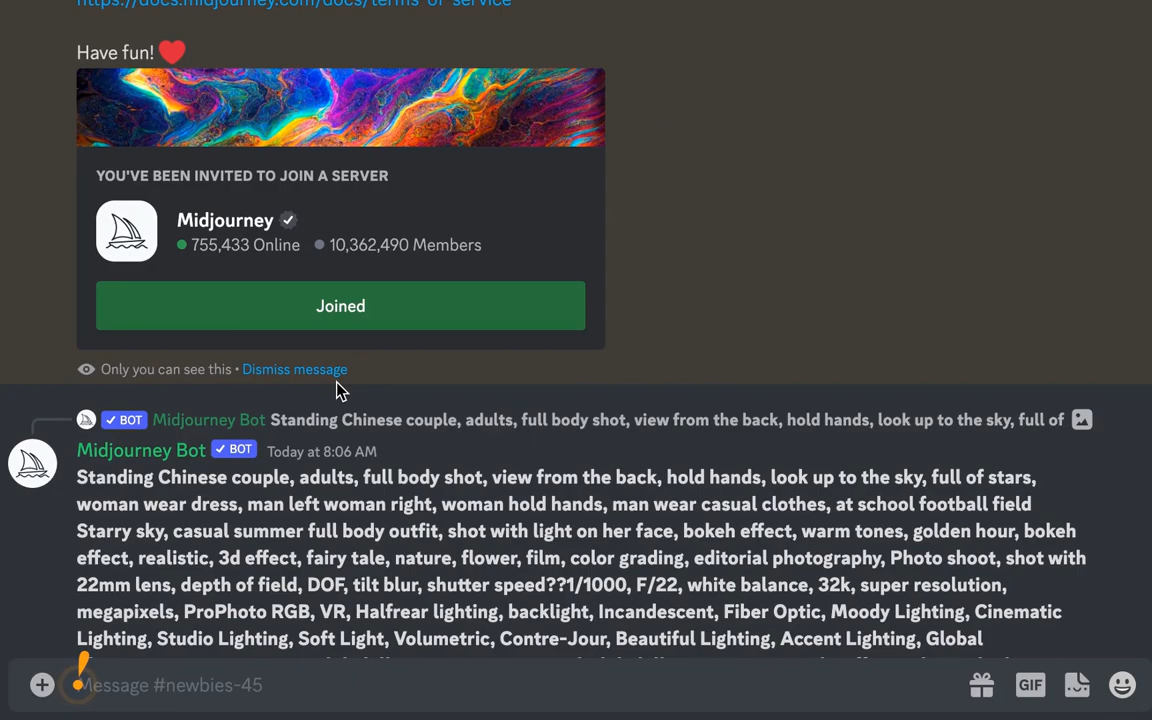 https://docs.midjourney.com/docs/terms-of-service
Have fun!
YOU'VE BEEN INVITED TO JOIN A SERVER
Midjourney
755,433 Online 10,362,490 Members
Joined
Only you can see this • Dismiss message
BOT Midjourney Bot Standing Chinese couple, adults, full body shot, view from the back, hold hands, look up to the sky, full of
Midjourney Bot BOT Today at 8:06 AM
Standing Chinese couple, adults, full body shot, view from the back, hold hands, look up to the sky, full of stars,
woman wear dress, man left woman right, woman hold hands, man wear casual clothes, at school football field
Starry sky, casual summer full body outfit, shot with light on her face, bokeh effect, warm tones, golden hour, bokeh
effect, realistic, 3d effect, fairy tale, nature, flower, film, color grading, editorial photography, Photo shoot, shot with
22mm lens, depth of field, DOF, tilt blur, shutter speed??1/1000, F/22, white balance, 32k, super resolution,
megapixels, ProPhoto RGB, VR, Halfrear lighting, backlight, Incandescent, Fiber Optic, Moody Lighting, Cinematic
Lighting, Studio Lighting, Soft Light, Volumetric, Contre-Jour, Beautiful Lighting, Accent Lighting, Global
Message #newbies-45
GIF